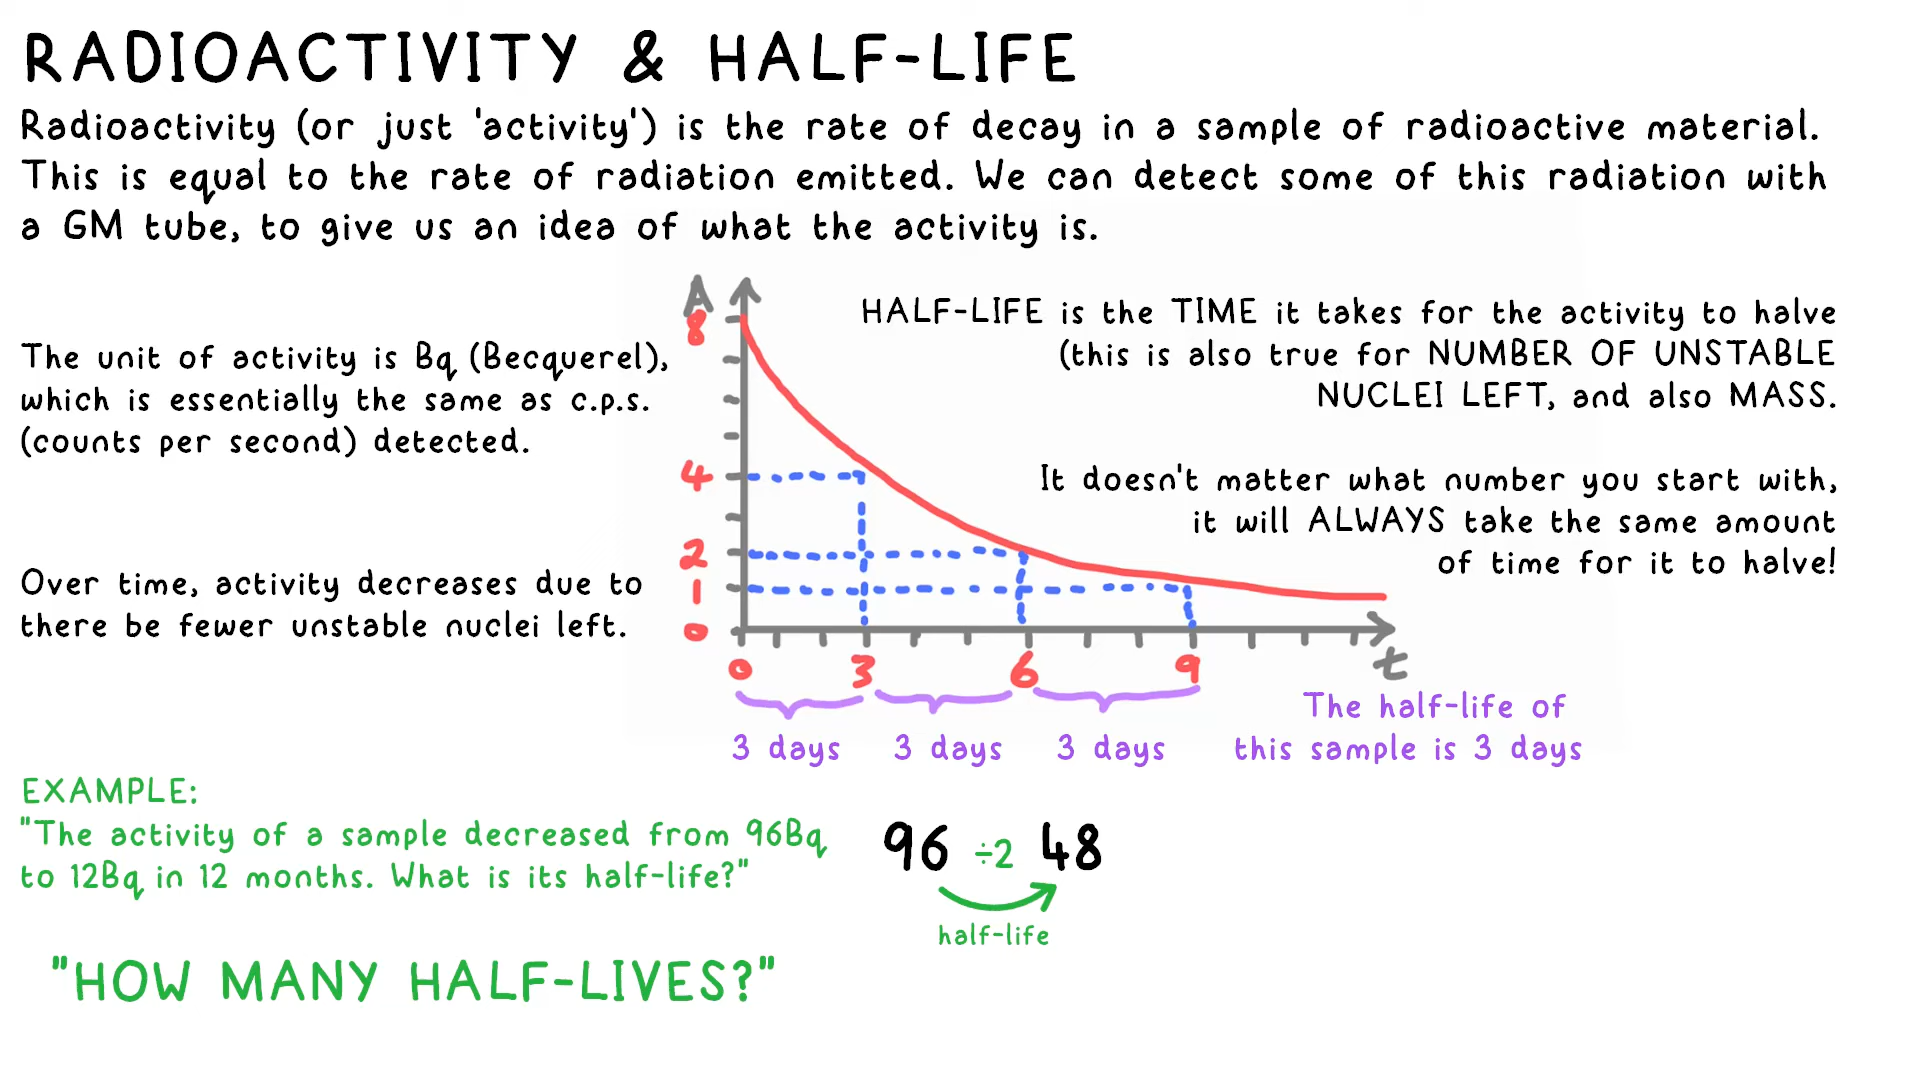 RADIOACTIVITY & HALF-LIFE
Radioactivity (or just 'activity') is the rate of decay in a sample of radioactive material.
This is equal to the rate of radiation emitted. We can detect some of this radiation with
a GM tube, to give us an idea of what the activity is.
The unit of activity is Bq (Becquerel),
which is essentially the same as c.p.s.
(counts per second) detected.
Over time, activity decreases due to
there be fewer unstable nuclei left.
A
8
4
2
1
0
0 3 6 9 t
3 days 3 days 3 days
HALF-LIFE is the TIME it takes for the activity to halve
(this is also true for NUMBER OF UNSTABLE
NUCLEI LEFT, and also MASS.
It doesn't matter what number you start with,
it will ALWAYS take the same amount
of time for it to halve!
The half-life of
this sample is 3 days
EXAMPLE:
"The activity of a sample decreased from 96Bq
to 12Bq in 12 months. What is its half-life?"
"HOW MANY HALF-LIVES?"
96 ÷2 48
half-life